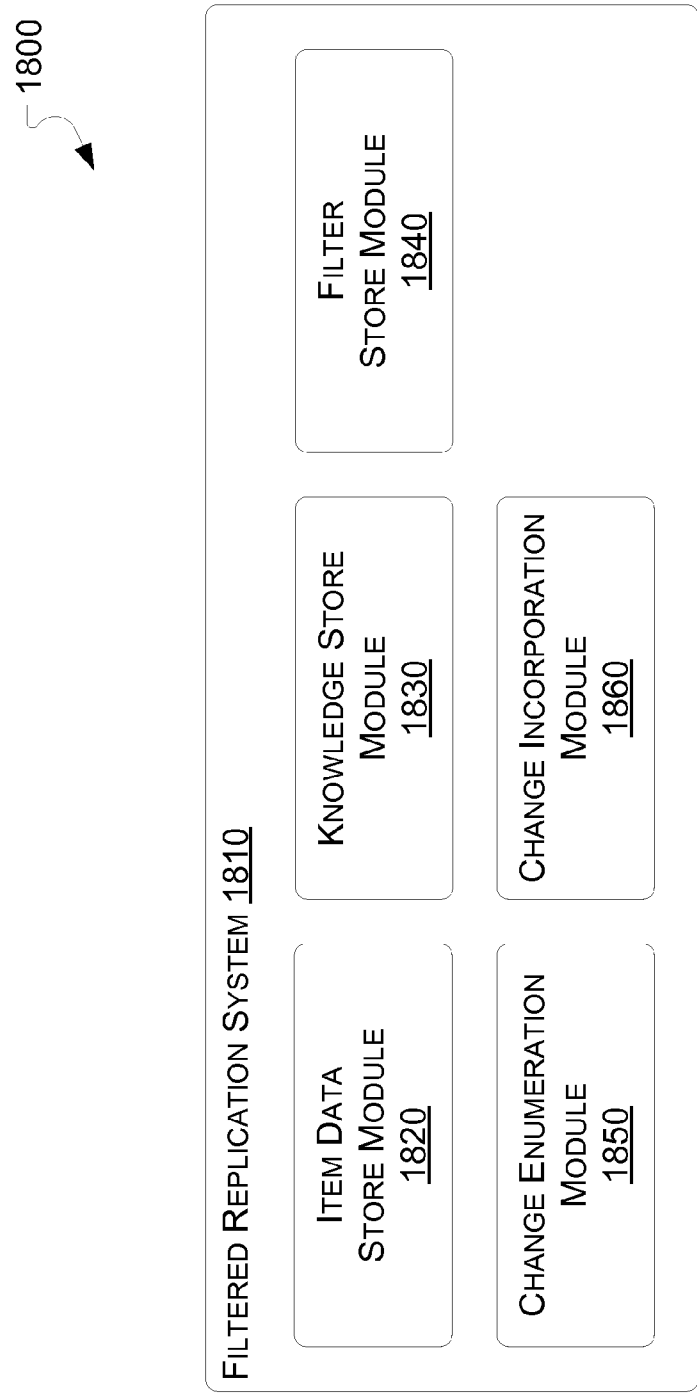 1800
FILTERED REPLICATION SYSTEM 1810
ITEM DATA
STORE MODULE
1820
KNOWLEDGE STORE
MODULE
1830
FILTER
STORE MODULE
1840
CHANGE ENUMERATION
MODULE
1850
CHANGE INCORPORATION
MODULE
1860